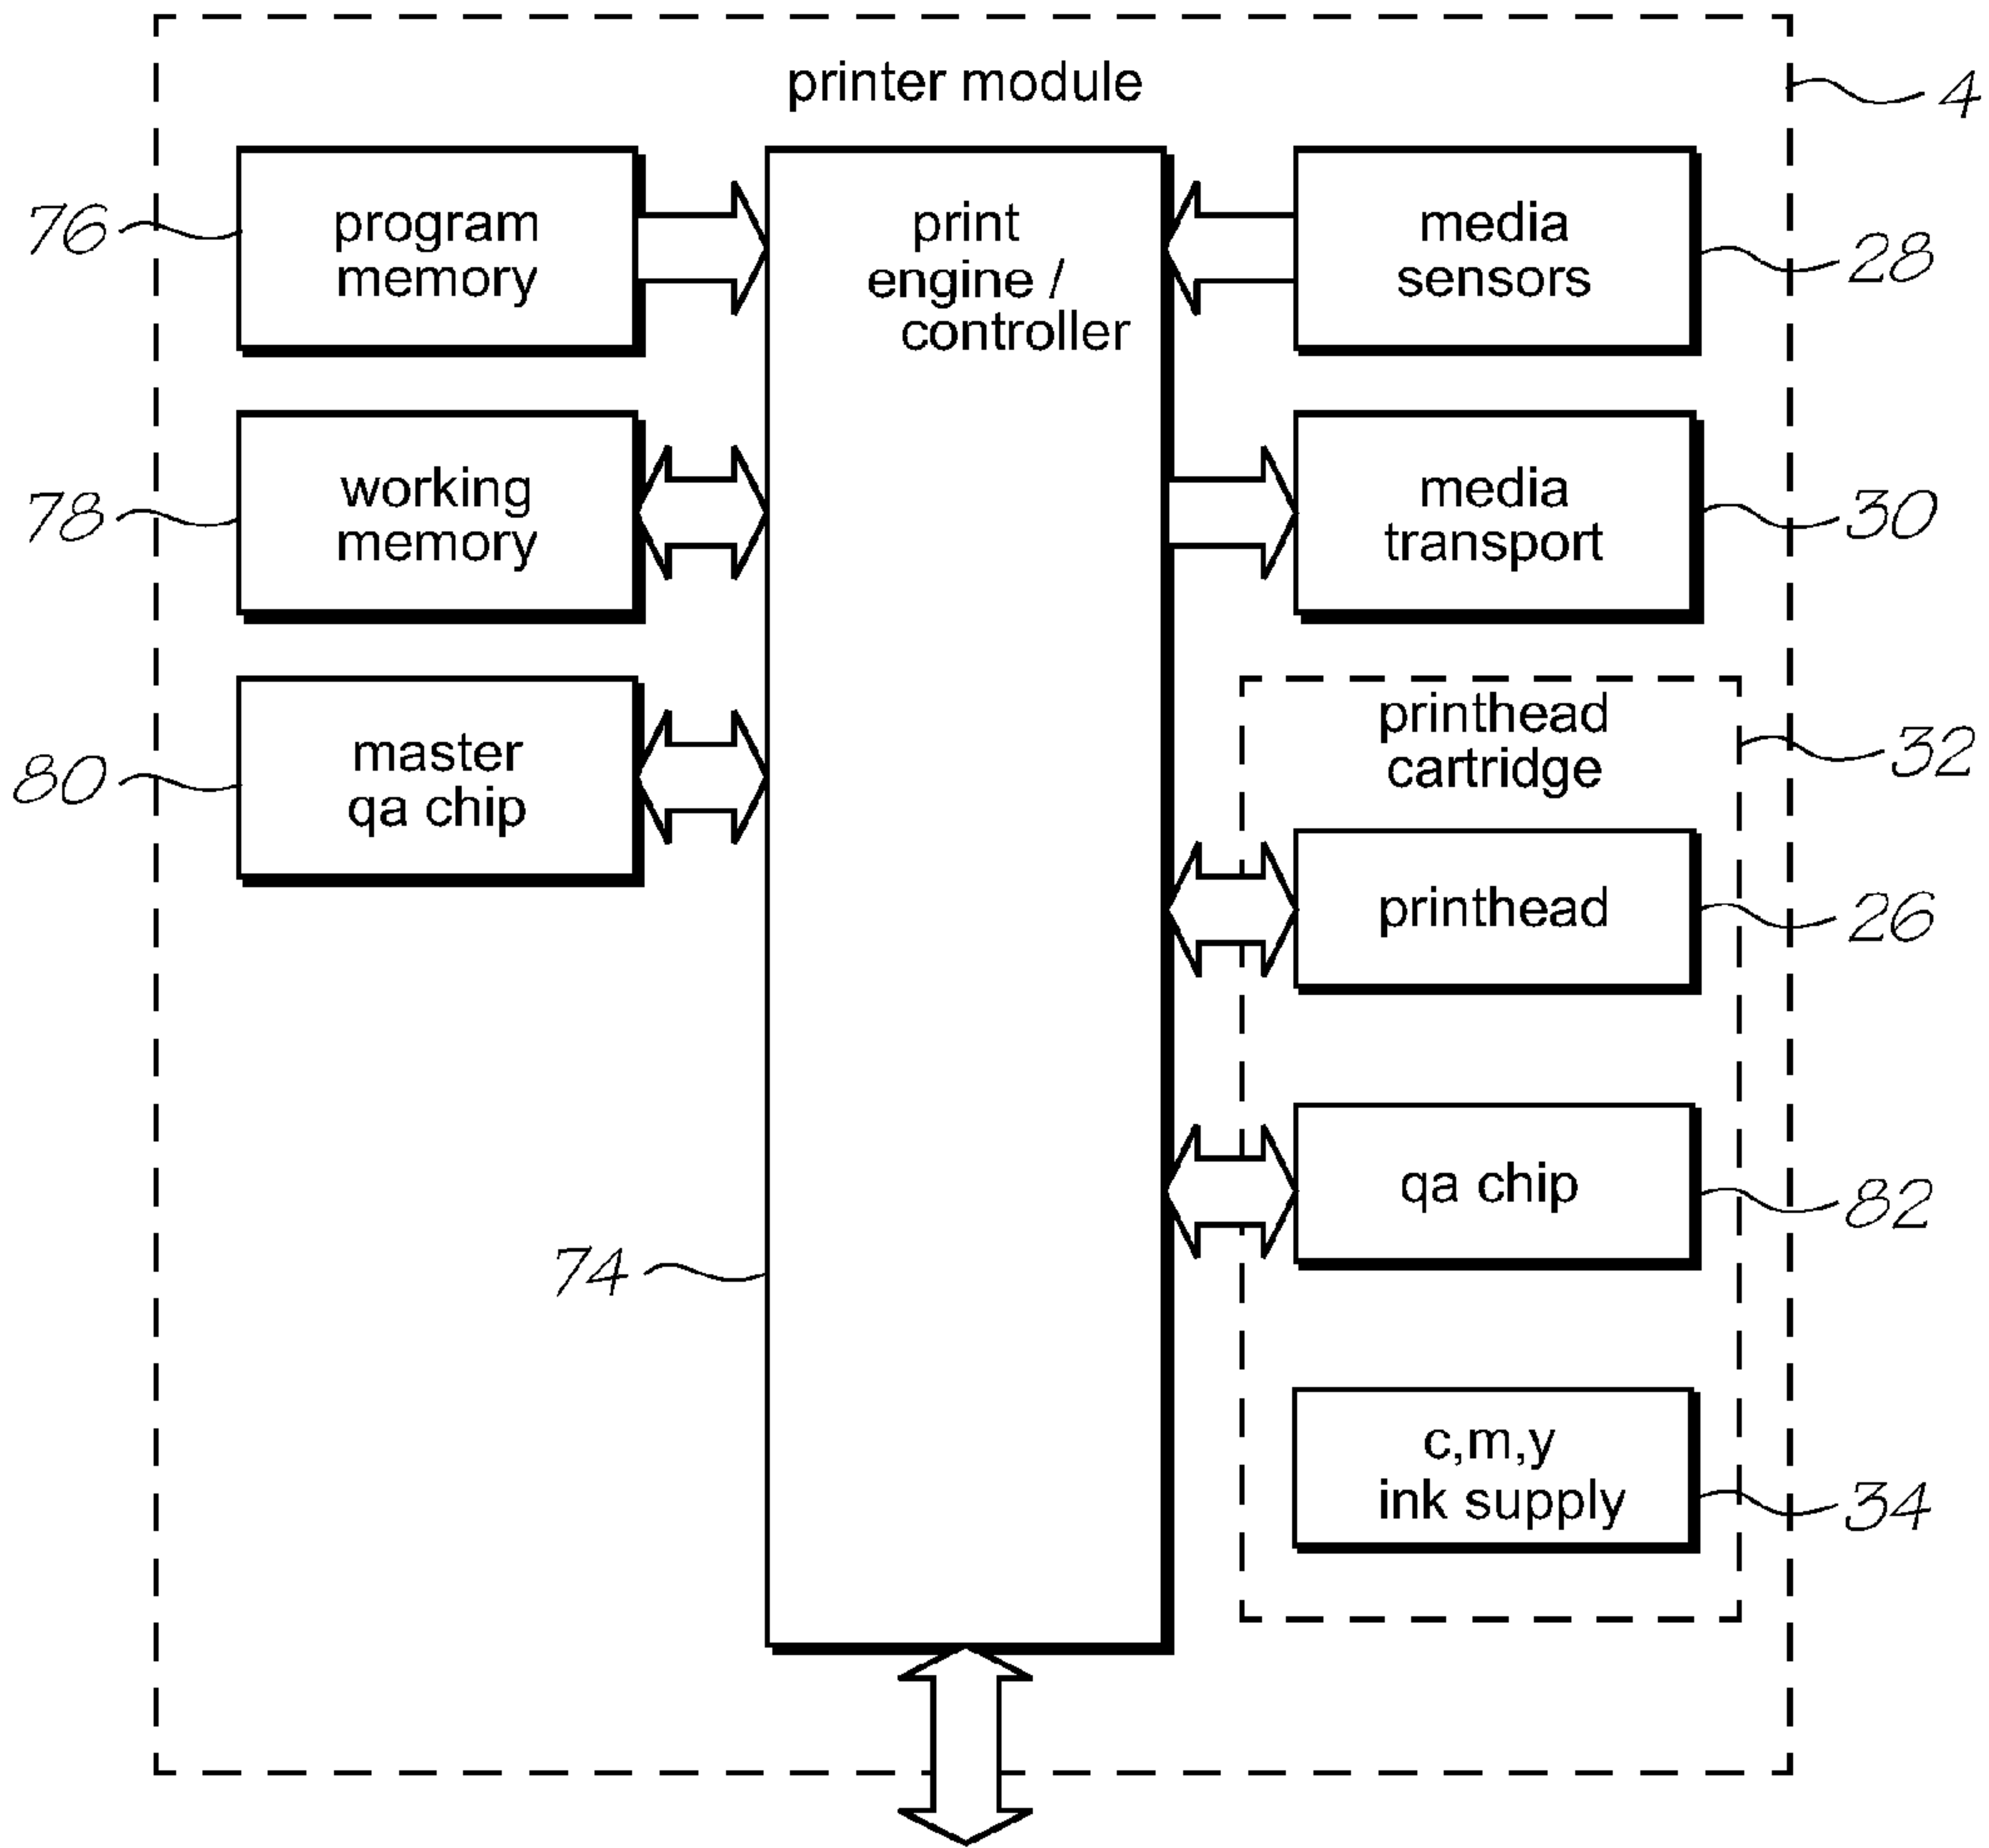 printer module
4
76
program
memory
print
engine /
controller
media
sensors
28
78
working
memory
media
transport
30
80
master
qa chip
printhead
cartridge
32
printhead
26
qa chip
82
74
c,m,y
ink supply
34